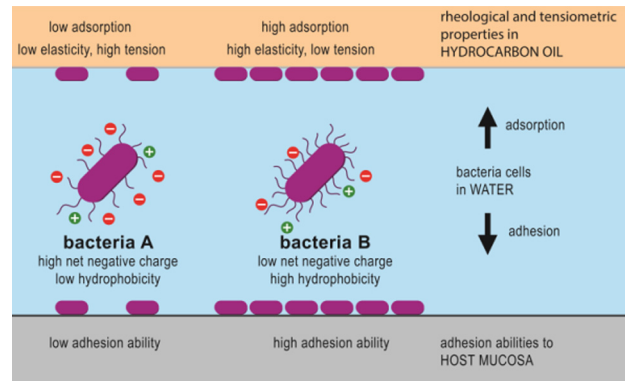 low adsorption
low elasticity, high tension
high adsorption
high elasticity, low tension
rheological and tensiometric
properties in
HYDROCARBON OIL
adsorption
bacteria cells
in WATER
adhesion
bacteria A
high net negative charge
low hydrophobicity
bacteria B
low net negative charge
high hydrophobicity
low adhesion ability
high adhesion ability
adhesion abilities to
HOST MUCOSA